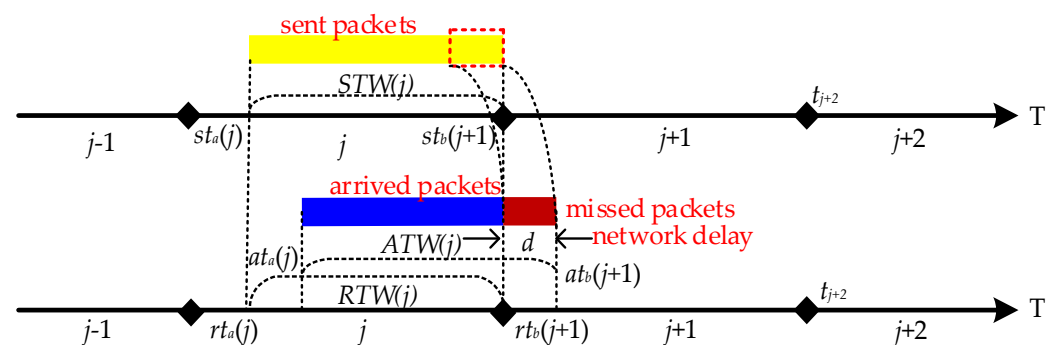 sent packets
STW(j)
t_{j+2}
T
j-1
st_a(j)
j
st_b(j+1)
j+1
j+2
arrived packets
missed packets
at_a(j)
ATW(j)
d
network delay
at_b(j+1)
RTW(j)
t_{j+2}
T
j-1
rt_a(j)
j
rt_b(j+1)
j+1
j+2